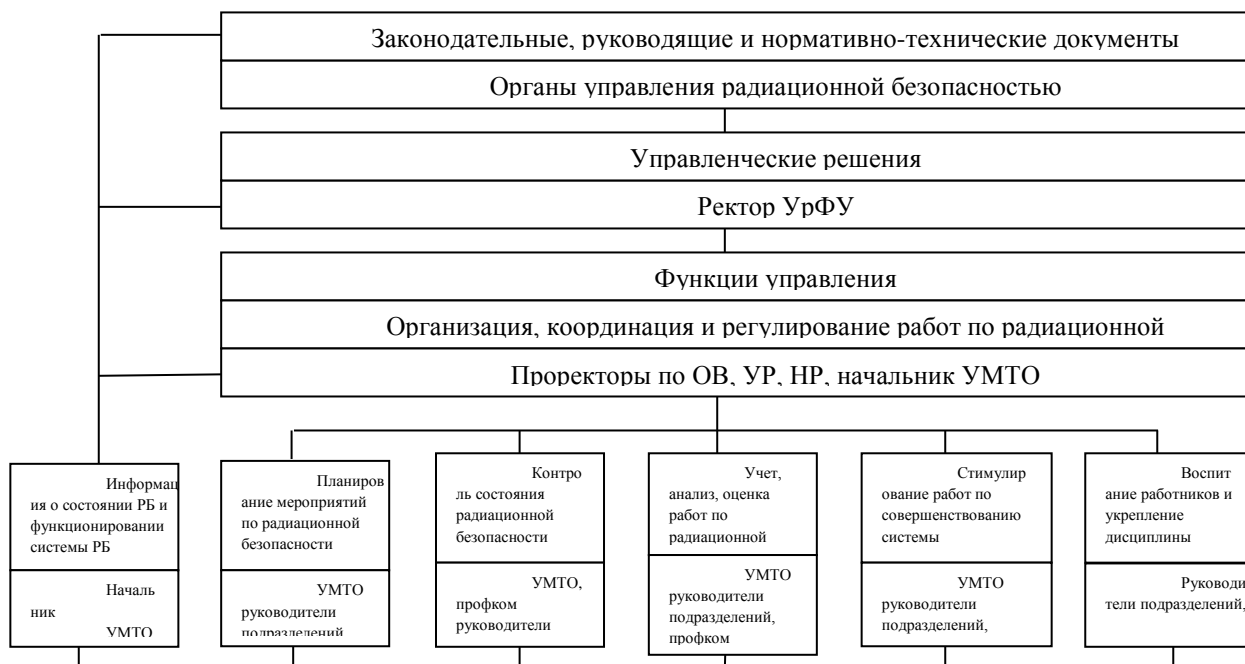 Законодательные, руководящие и нормативно-технические документы
Органы управления радиационной безопасностью
Управленческие решения
Ректор УрФУ
Функции управления
Организация, координация и регулирование работ по радиационной
Проректоры по ОВ, УР, НР, начальник УМТО
Информац
ия о состоянии РБ и
функционировании
системы РБ
Началь
ник
УМТО
Планиров
ание мероприятий
по радиационной
безопасности
УМТО
руководители
подразделений
Контро
ль состояния
радиационной
безопасности
УМТО,
профком
руководители
Учет,
анализ, оценка
работ по
радиационной
УМТО
руководители
подразделений,
профком
Стимулир
ование работ по
совершенствованию
системы
УМТО
руководители
подразделений,
Воспит
ание работников и
укрепление
дисциплины
Руководи
тели подразделений,